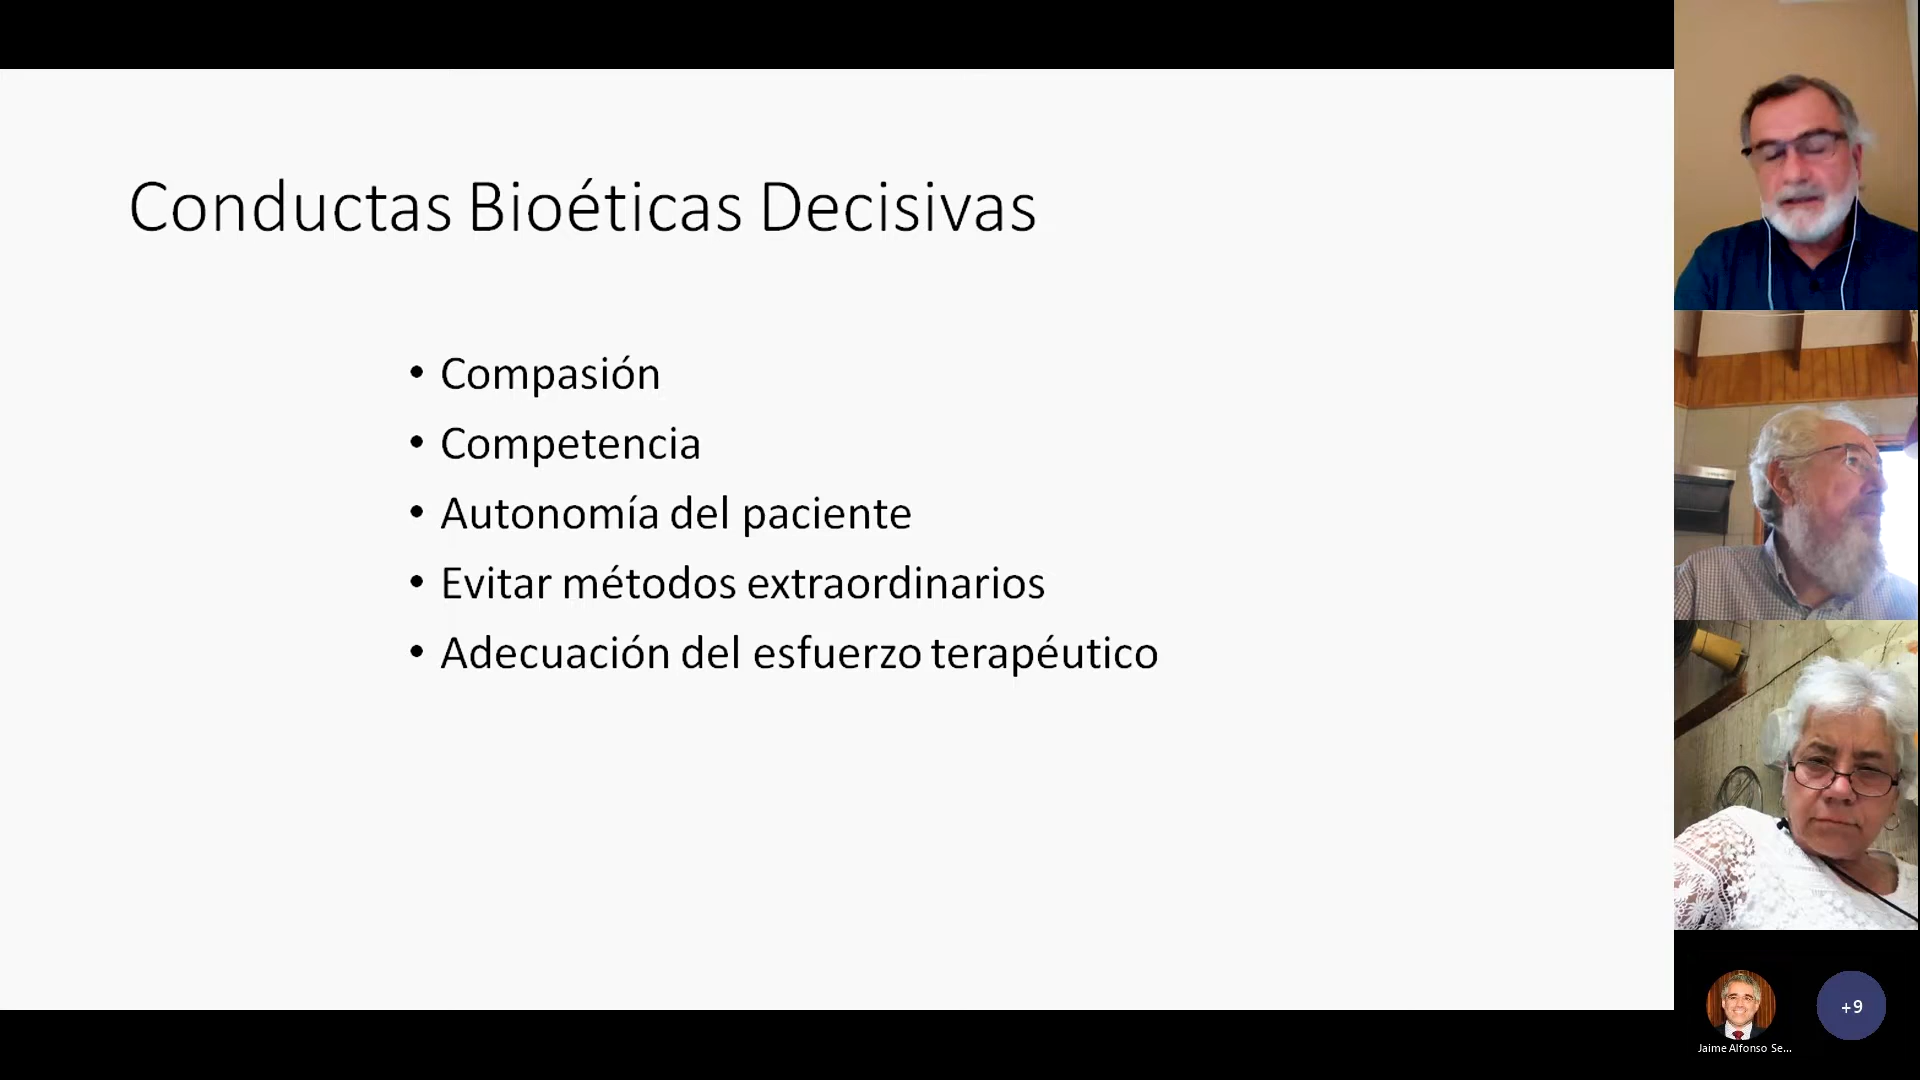 Conductas Bioéticas Decisivas
• Compasión
• Competencia
• Autonomía del paciente
• Evitar métodos extraordinarios
• Adecuación del esfuerzo terapéutico
+9
Jaime Alfonso Se...